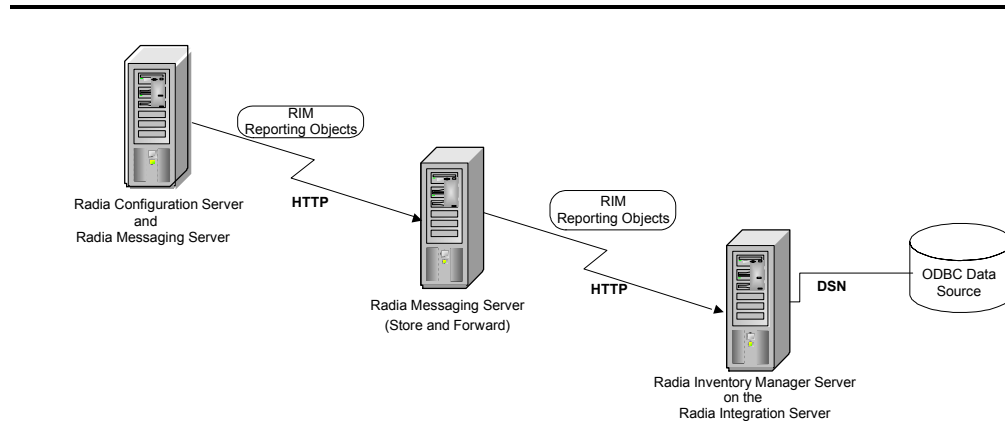 RIM
Reporting Objects
HTTP
Radia Configuration Server
and
Radia Messaging Server
RIM
Reporting Objects
HTTP
Radia Messaging Server
(Store and Forward)
DSN
ODBC Data
Source
Radia Inventory Manager Server
on the
Radia Integration Server